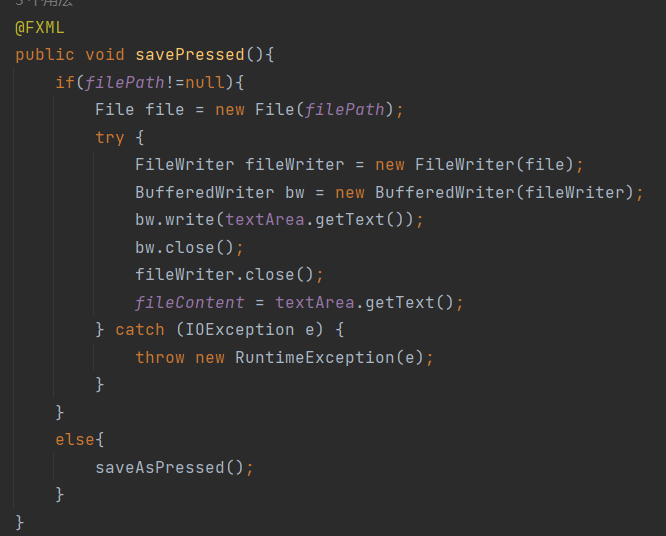 个用法
@FXML
public void savePressed(){
if(filePath!=null){
File file = new File(filePath);
try {
FileWriter fileWriter = new FileWriter(file);
BufferedWriter bw = new BufferedWriter(fileWriter);
bw.write(textArea.getText());
bw.close();
fileWriter.close();
fileContent = textArea.getText();
} catch (IOException e) {
throw new RuntimeException(e);
}
}
else{
saveAsPressed();
}
}